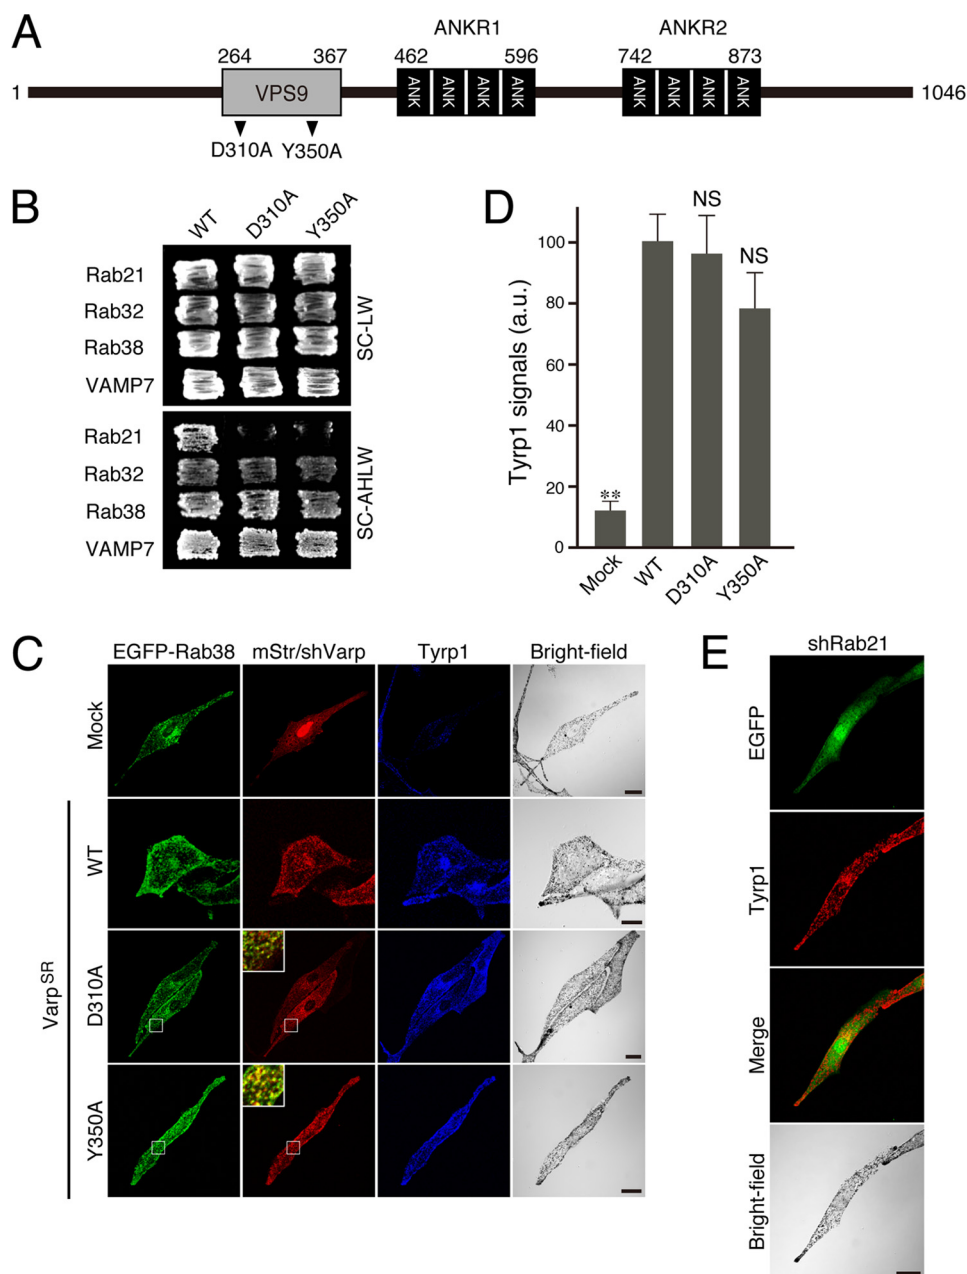 A
ANKR1
ANKR2
264
367
462
596
742
873
1
VPS9
ANK
ANK
ANK
ANK
ANK
ANK
ANK
ANK
1046
D310A
Y350A
B
WT
D310A
Y350A
Rab21
Rab32
Rab38
VAMP7
SC-LW
Rab21
Rab32
Rab38
VAMP7
SC-AHLW
D
Tyrp1 signals (a.u.)
100
80
60
40
20
0
**
NS
NS
Mock
WT
D310A
Y350A
C
EGFP-Rab38
mStr/shVarp
Tyrp1
Bright-field
Mock
Varp SR
WT
D310A
Y350A
E
shRab21
EGFP
Tyrp1
Merge
Bright-field